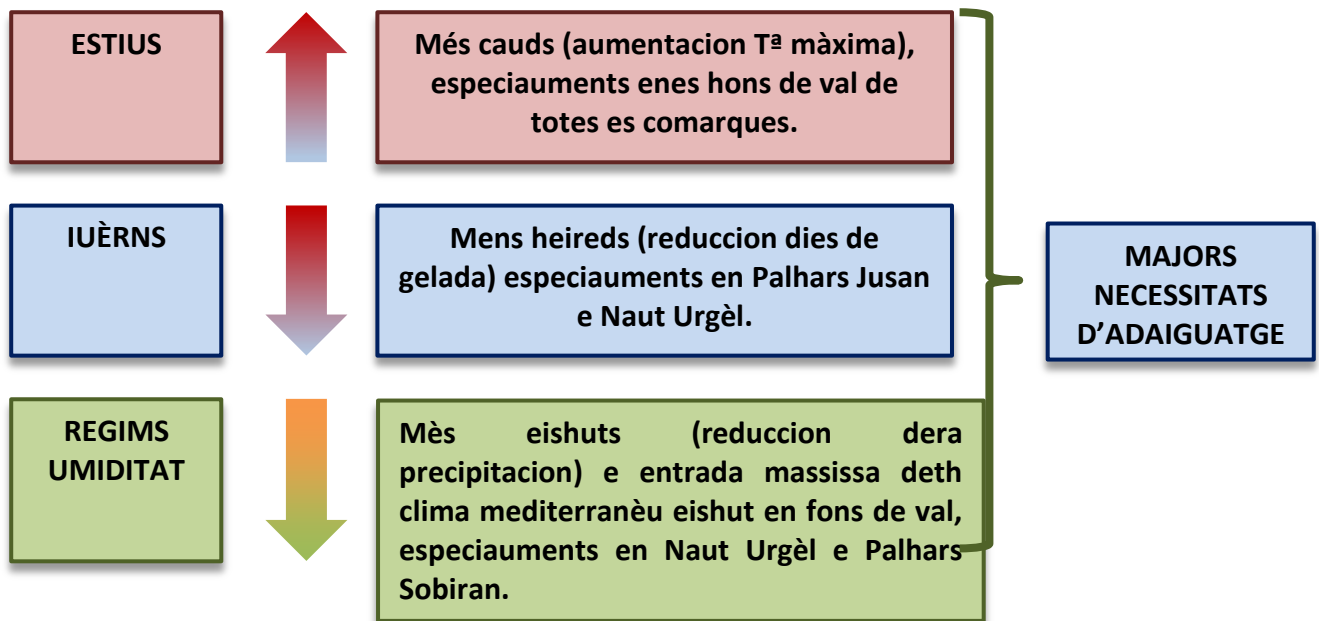 ESTIUS
Més cauds (aumentacion Tª màxima),
especiauments enes hons de val de
totes es comarques.
IUÈRNS
Mens heireds (reduccion dies de
gelada) especiauments en Palhars Jusan
e Naut Urgèl.
REGIMS
UMIDITAT
Mès eishuts (reduccion dera
precipitacion) e entrada massissa deth
clima mediterranèu eishut en fons de val,
especiauments en Naut Urgèl e Palhars
Sobiran.
MAJORS
NECESSITATS
D’ADAIGUATGE